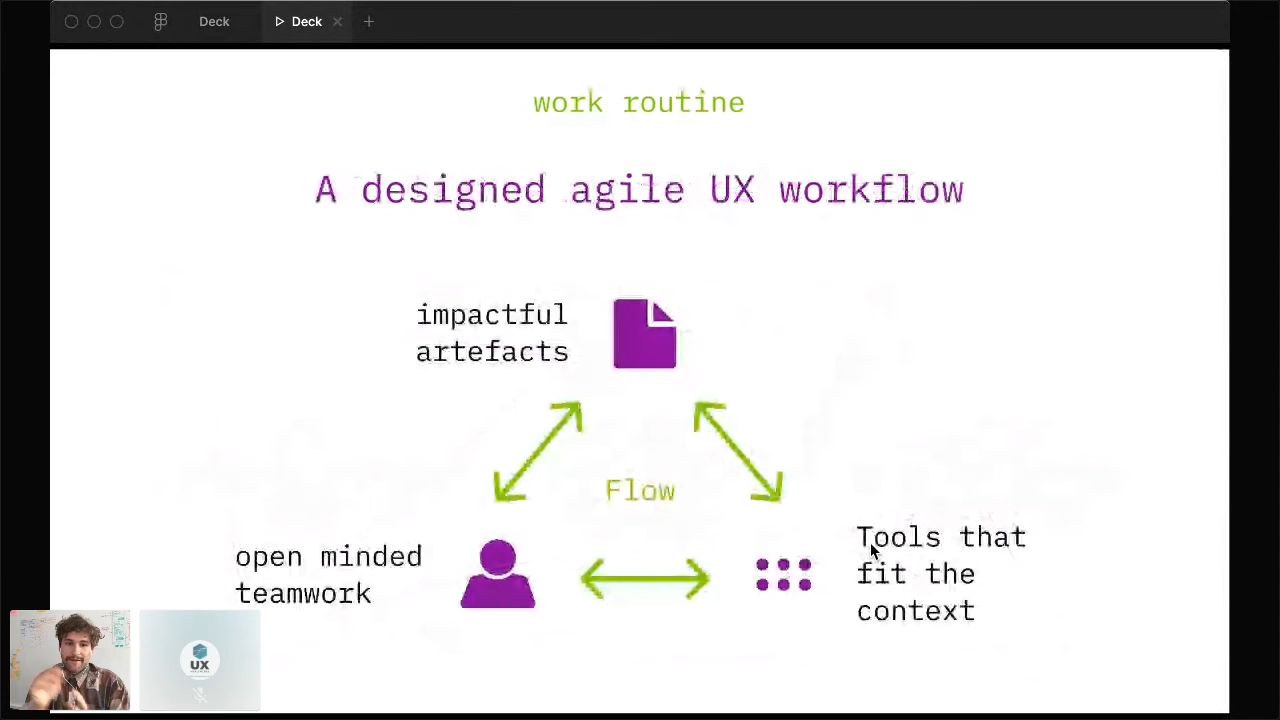 Deck
Deck
work routine
A designed agile UX workflow
impactful
artefacts
Flow
open minded
teamwork
Tools that
fit the
context
UX